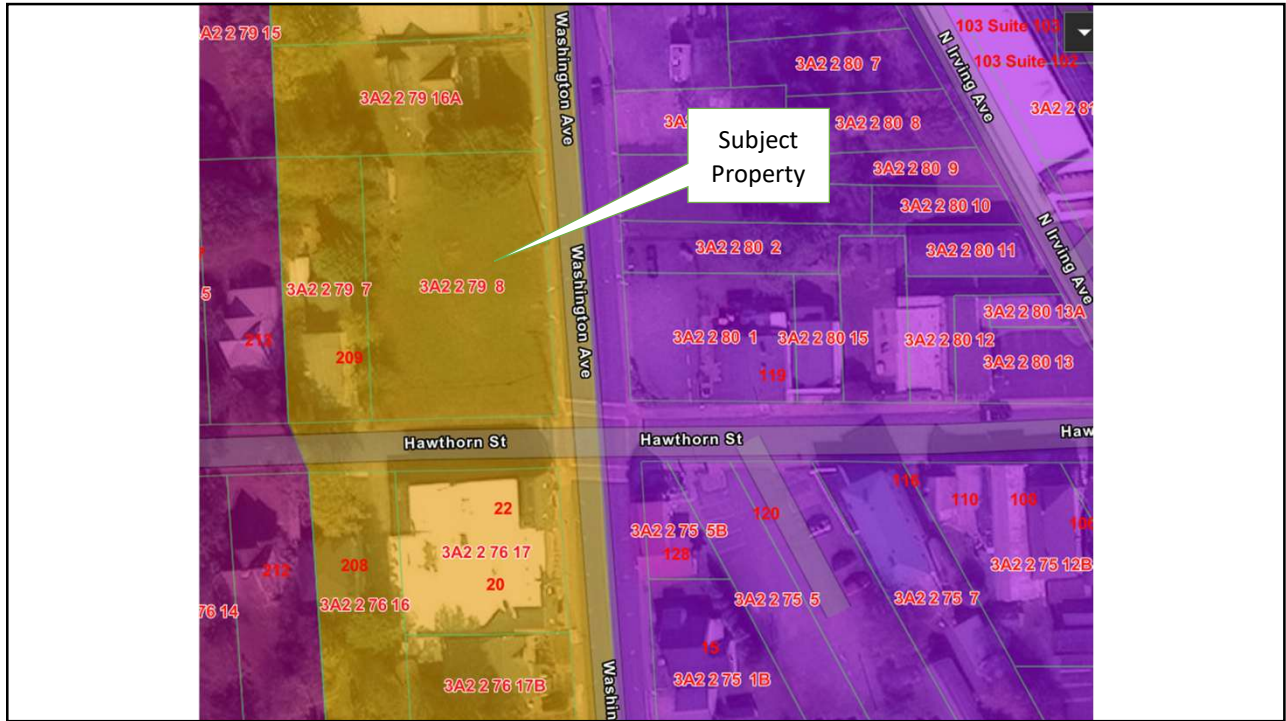 A2 2 79 15
Washington Ave
103 Suite 103
103 Suite 102
N Irving Ave
3A2 2 80 7
3A2 2 79 16A
3A2 2 81
3A2 2 80 8
Subject
Property
3A2 2 80 9
3A2 2 80 10
N Irving Ave
3A2 2 80 2
3A2 2 80 11
5
3A2 2 79 7
3A2 2 79 8
Washington Ave
3A2 2 80 13A
213
209
3A2 2 80 1
3A2 2 80 15
3A2 2 80 12
3A2 2 80 13
119
Hawthorn St
Hawthorn St
Haw
22
3A2 2 76 17
20
3A2 2 75 5B
128
120
116
110
108
106
3A2 2 75 12B
212
208
76 14
3A2 2 76 16
3A2 2 75 5
3A2 2 75 7
15
3A2 2 75 1B
3A2 2 76 17B
Washin